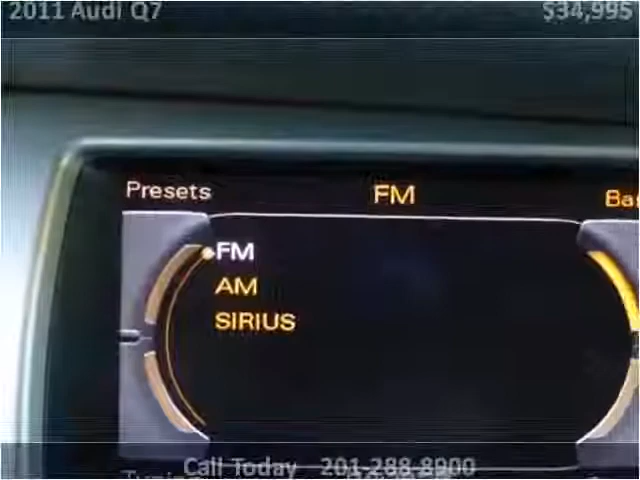 2011 Audi Q7 $34,995
Presets FM
FM
AM
SIRIUS
Call Today 201-288-8900